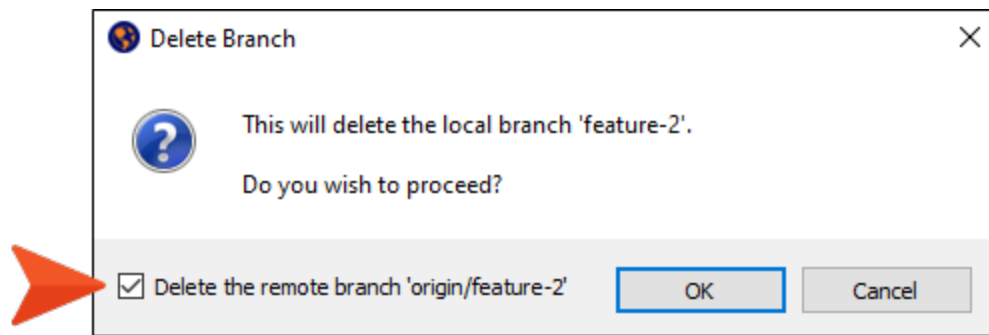 Delete Branch
This will delete the local branch 'feature-2'.
Do you wish to proceed?
Delete the remote branch 'origin/feature-2'
OK
Cancel